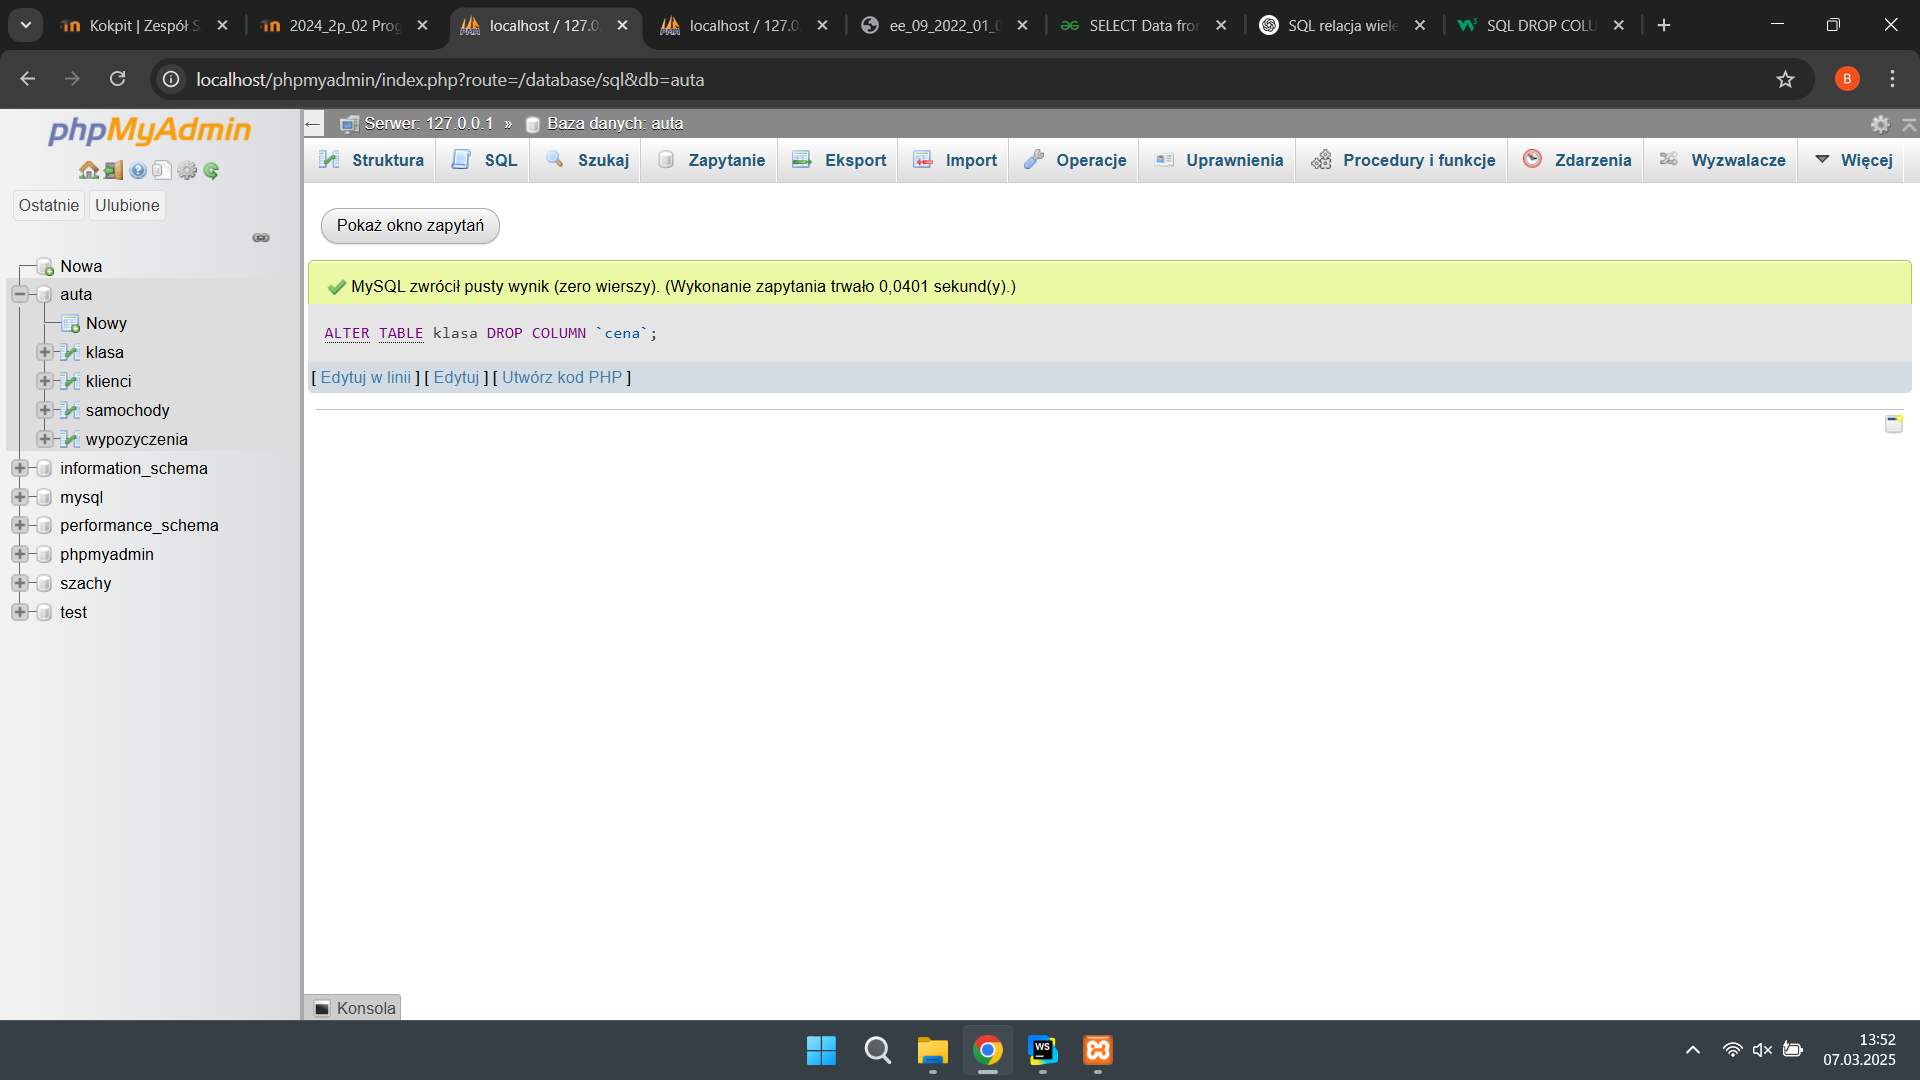 Kokpit | Zespół S
2024_2p_02 Prog
localhost / 127.0.
localhost / 127.0.
ee_09_2022_01_0
SELECT Data fror
SQL relacja wiele
SQL DROP COLU
localhost/phpmyadmin/index.php?route=/database/sql&db=auta
B
phpMyAdmin
Ostatnie
Ulubione
Nowa
auta
Nowy
klasa
klienci
samochody
wypozyczenia
information_schema
mysql
performance_schema
phpmyadmin
szachy
test
Serwer: 127.0.0.1 » Baza danych: auta
Struktura
SQL
Szukaj
Zapytanie
Eksport
Import
Operacje
Uprawnienia
Procedury i funkcje
Zdarzenia
Wyzwalacze
Więcej
Pokaż okno zapytań
MySQL zwrócił pusty wynik (zero wierszy). (Wykonanie zapytania trwało 0,0401 sekund(y).)
ALTER TABLE klasa DROP COLUMN `cena`;
[ Edytuj w linii ] [ Edytuj ] [ Utwórz kod PHP ]
Konsola
WS
13:52
07.03.2025